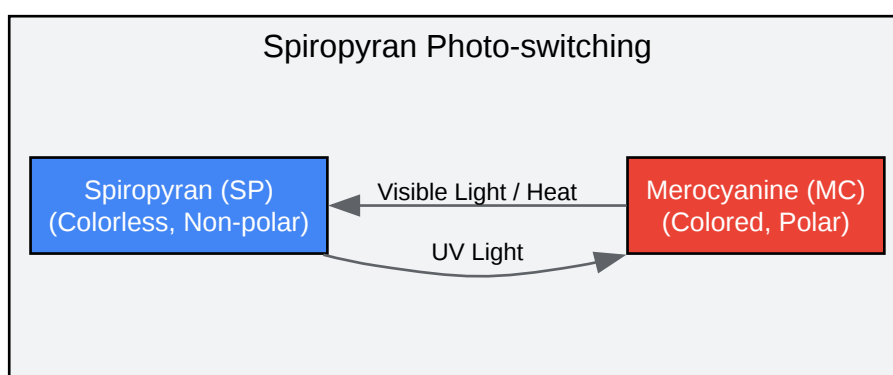 Spiropyran Photo-switching
Spiropyran (SP)
(Colorless, Non-polar)
Visible Light / Heat
UV Light
Merocyanine (MC)
(Colored, Polar)